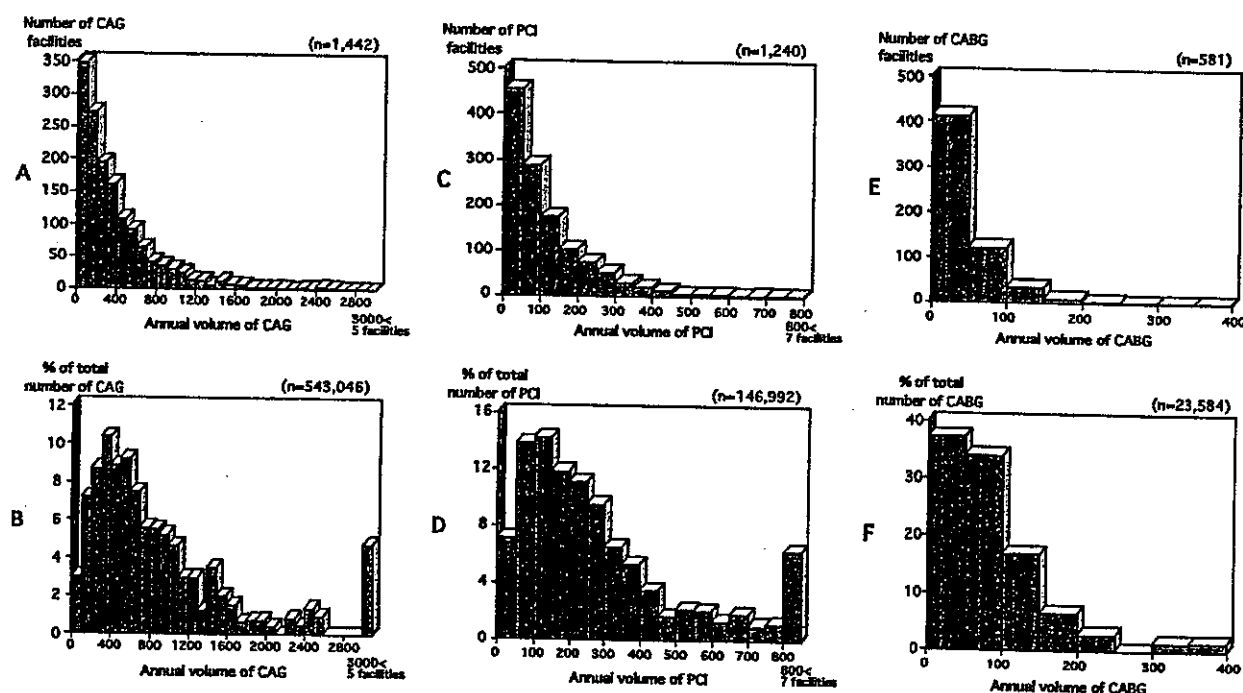 Number of CAG
facilities
(n=1,442)
350
300
250
200
150
100
50
0
A
0 400 800 1200 1600 2000 2400 2800
Annual volume of CAG
3000<
5 facilities
Number of PCI
facilities
(n=1,240)
500
400
300
200
100
0
C
0 100 200 300 400 500 600 700 800
Annual volume of PCI
800<
7 facilities
Number of CABG
facilities
(n=581)
500
400
300
200
100
0
E
0 100 200 300 400
Annual volume of CABG
% of total
number of CAG
(n=543,046)
12
10
8
6
4
2
0
B
0 400 800 1200 1600 2000 2400
3000<
5 facilities
Annual volume of CAG
% of total
number of PCI
(n=146,992)
16
12
8
4
0
D
0 100 200 300 400 500 600 700 800
800<
7 facilities
Annual volume of PCI
% of total
number of CABG
(n=23,584)
40
30
20
10
0
F
0 100 200 300 400
Annual volume of CABG